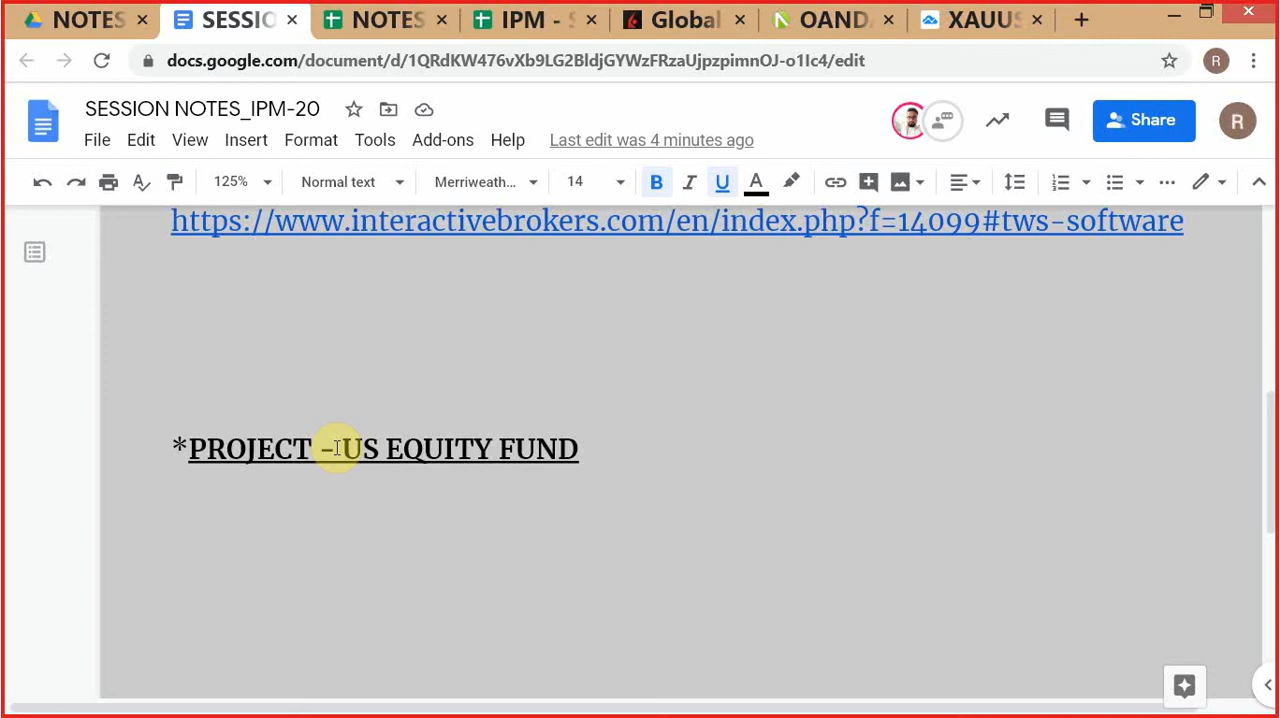 NOTES
SESSIO
NOTES
IPM - S
Global
OANDA
XAUUS
docs.google.com/document/d/1QRdKW476vXb9LG2BldjGYWzFRzaUjpzpimnOJ-o1Ic4/edit
R
SESSION NOTES_IPM-20
Share
R
File Edit View Insert Format Tools Add-ons Help Last edit was 4 minutes ago
125% Normal text Merriweath... 14 B I U A
https://www.interactivebrokers.com/en/index.php?f=14099#tws-software
*PROJECT – US EQUITY FUND